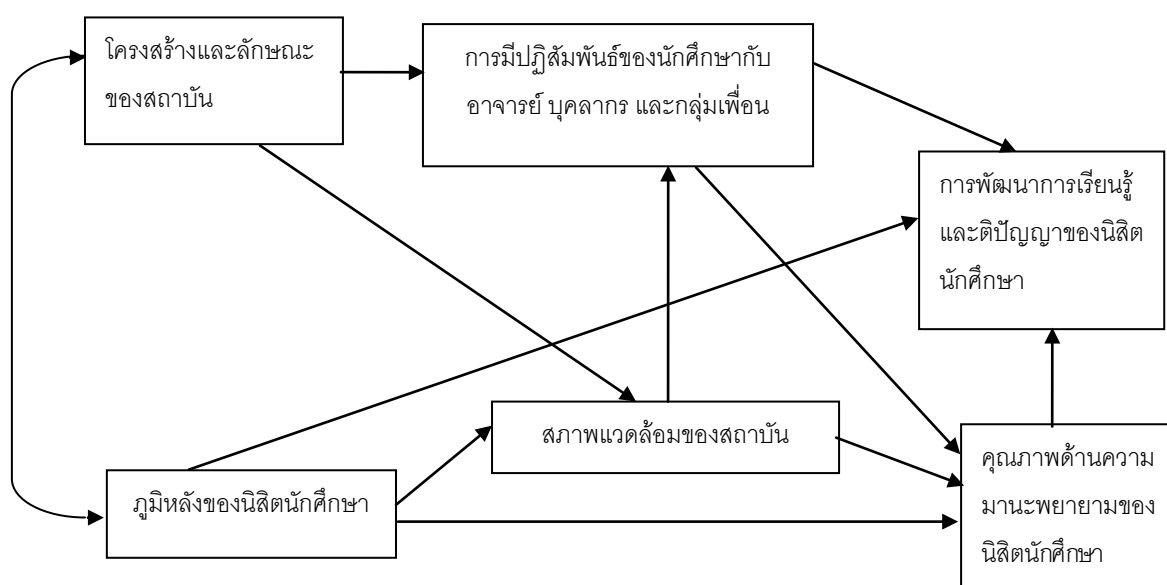 โครงสร้างและลักษณะ
ของสถาบัน
การมีปฏิสัมพันธ์ของนักศึกษากับ
อาจารย์ บุคลากร และกลุ่มเพื่อน
การพัฒนาการเรียนรู้
และติปัญญาของนิสิต
นักศึกษา
สภาพแวดล้อมของสถาบัน
ภูมิหลังของนิสิตนักศึกษา
คุณภาพด้านความ
มานะพยายามของ
นิสิตนักศึกษา